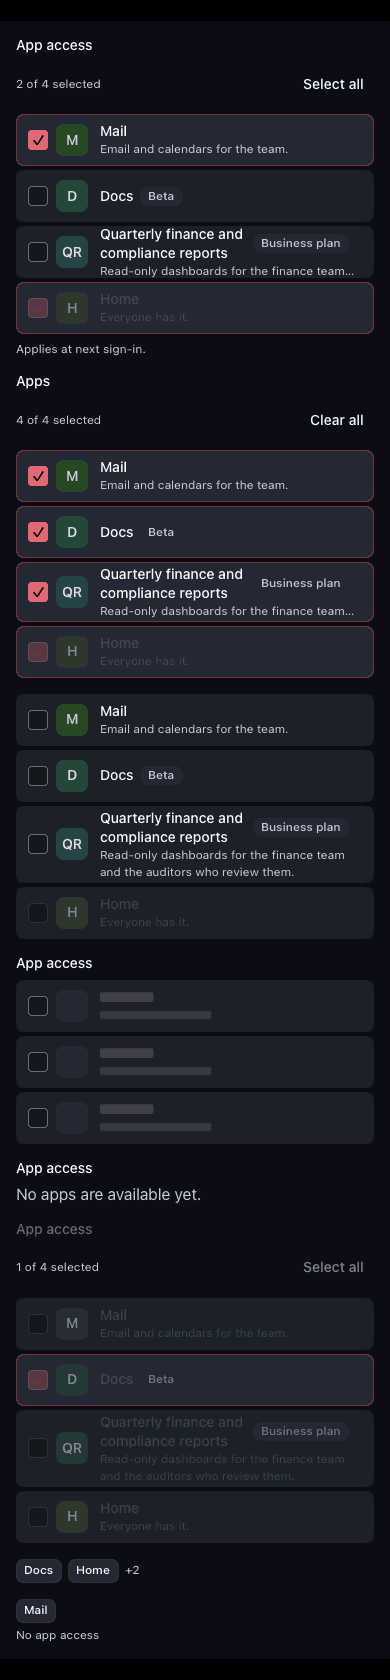 App access
2 of 4 selected
Select all
M
Mail
Email and calendars for the team.
D
Docs
Beta
QR
Quarterly finance and
compliance reports
Business plan
Read-only dashboards for the finance team...
H
Home
Everyone has it.
Applies at next sign-in.
Apps
4 of 4 selected
Clear all
M
Mail
Email and calendars for the team.
D
Docs
Beta
QR
Quarterly finance and
compliance reports
Business plan
Read-only dashboards for the finance team...
H
Home
Everyone has it.
M
Mail
Email and calendars for the team.
D
Docs
Beta
QR
Quarterly finance and
compliance reports
Business plan
Read-only dashboards for the finance team
and the auditors who review them.
H
Home
Everyone has it.
App access
App access
No apps are available yet.
App access
1 of 4 selected
Select all
M
Mail
Email and calendars for the team.
D
Docs
Beta
QR
Quarterly finance and
compliance reports
Business plan
Read-only dashboards for the finance team
and the auditors who review them.
H
Home
Everyone has it.
Docs
Home
+2
Mail
No app access